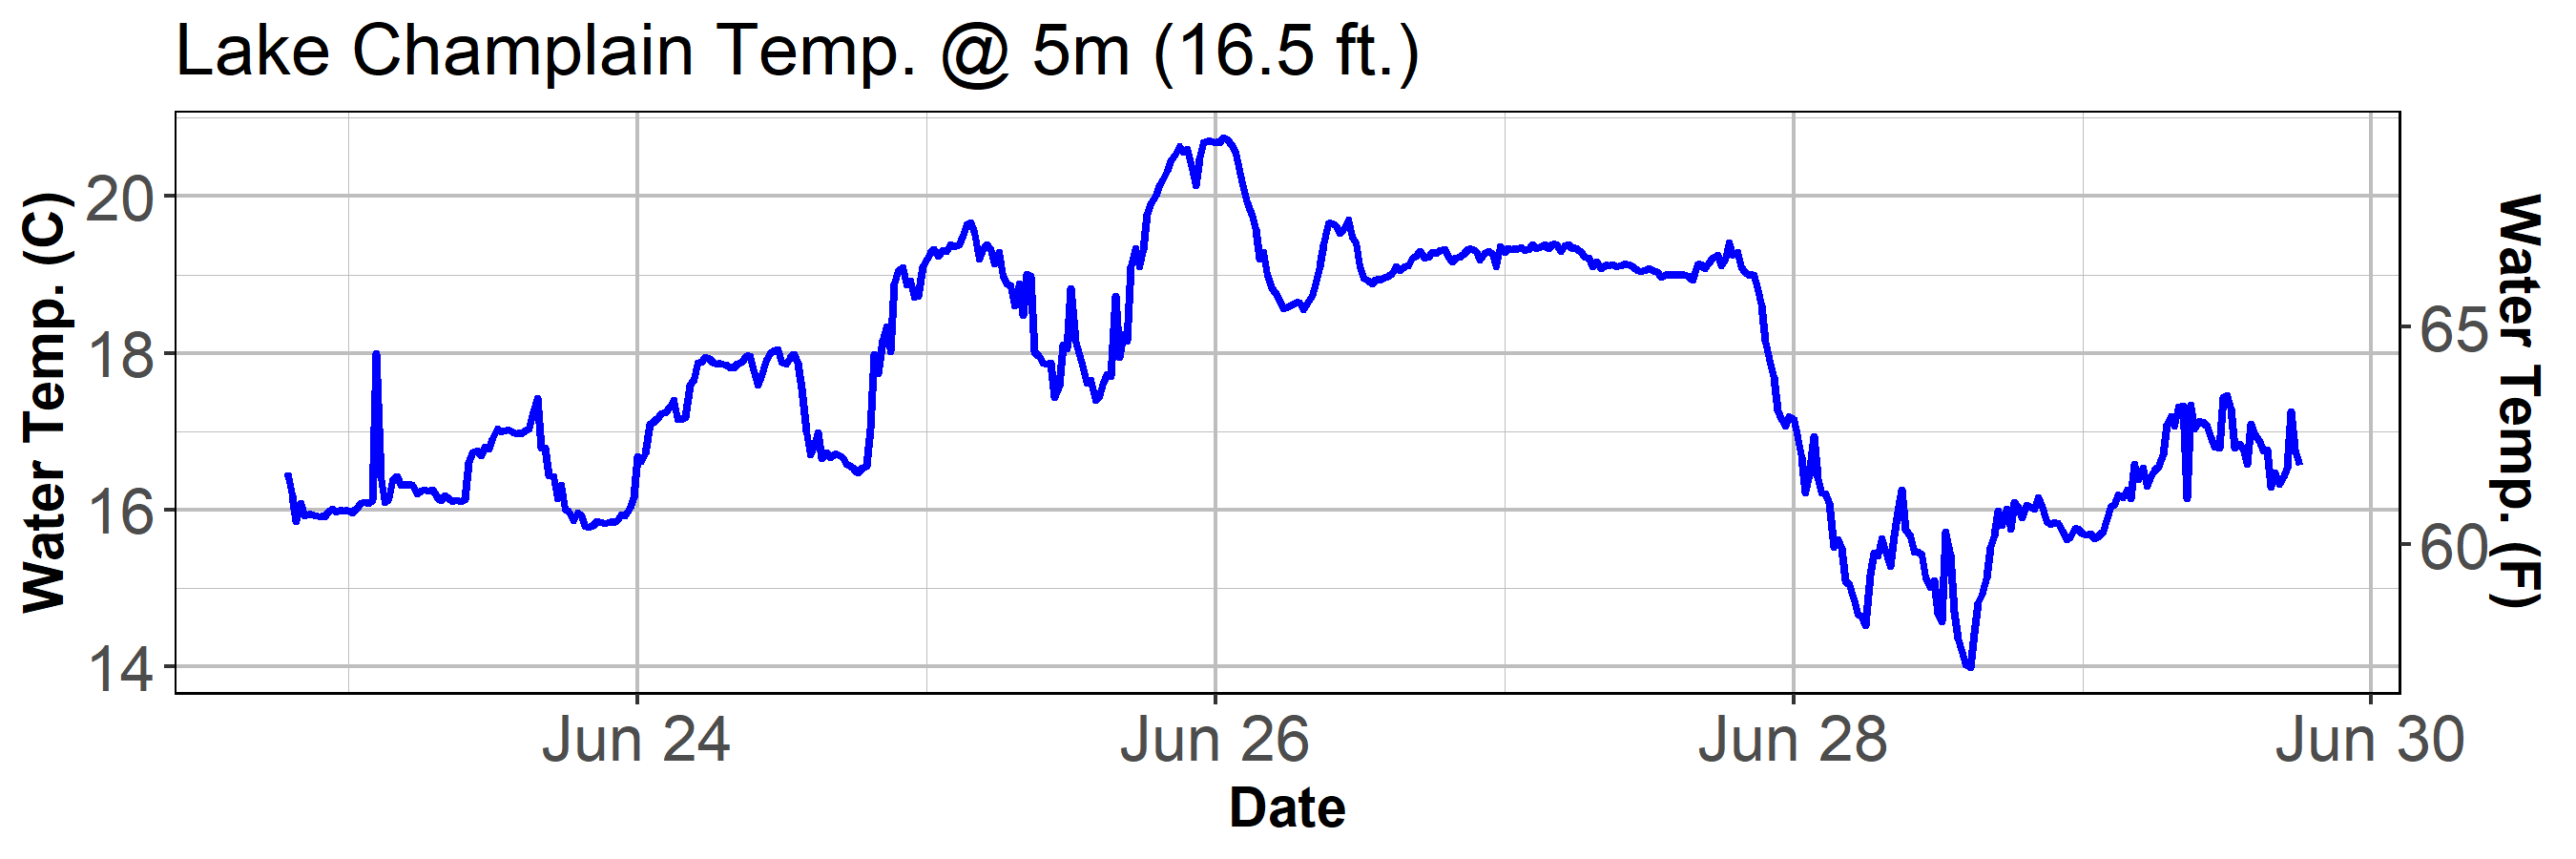 Lake Champlain Temp. @ 5m (16.5 ft.)
Water Temp. (C)
20
18
16
14
65
60
Water Temp. (F)
Jun 24
Jun 26
Jun 28
Jun 30
Date